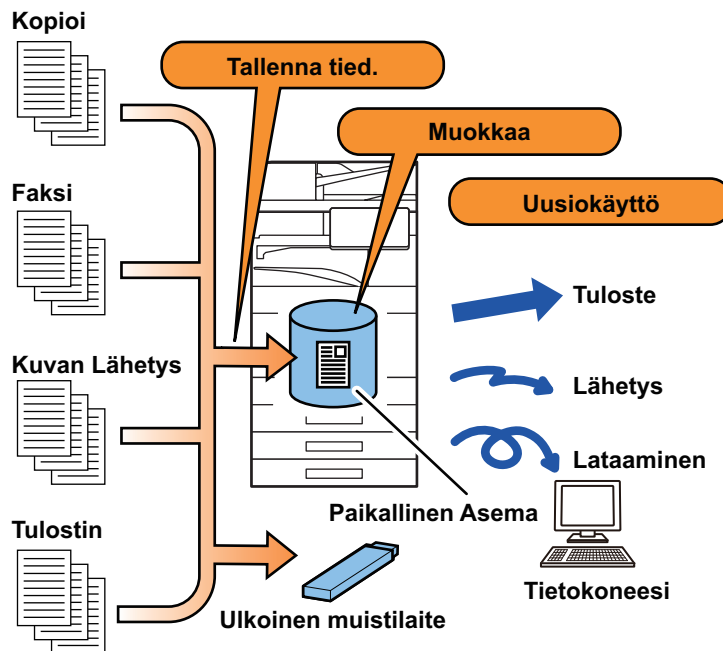 Kopioi
Tallenna tied.
Muokkaa
Faksi
Uusiokäyttö
Tuloste
Kuvan Lähetys
Lähetys
Lataaminen
Paikallinen Asema
Tulostin
Tietokoneesi
Ulkoinen muistilaite